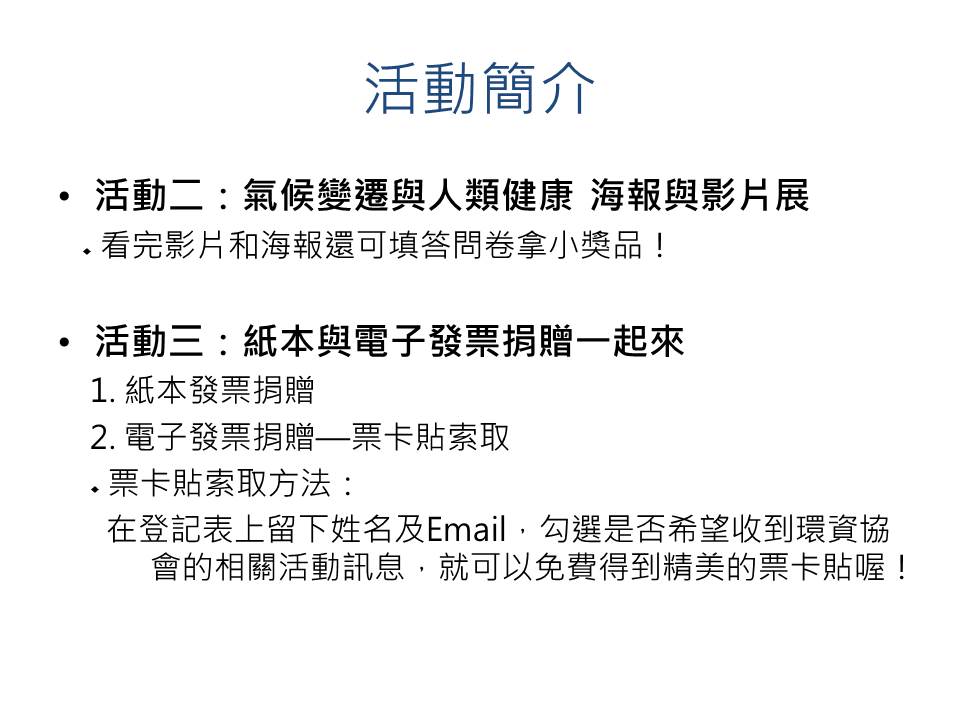 活動簡介
• 活動二：氣候變遷與人類健康 海報與影片展
⬥ 看完影片和海報還可填答問卷拿小獎品！
• 活動三：紙本與電子發票捐贈一起來
1. 紙本發票捐贈
2. 電子發票捐贈—票卡貼索取
⬥ 票卡貼索取方法：
在登記表上留下姓名及Email，勾選是否希望收到環資協
會的相關活動訊息，就可以免費得到精美的票卡貼喔！